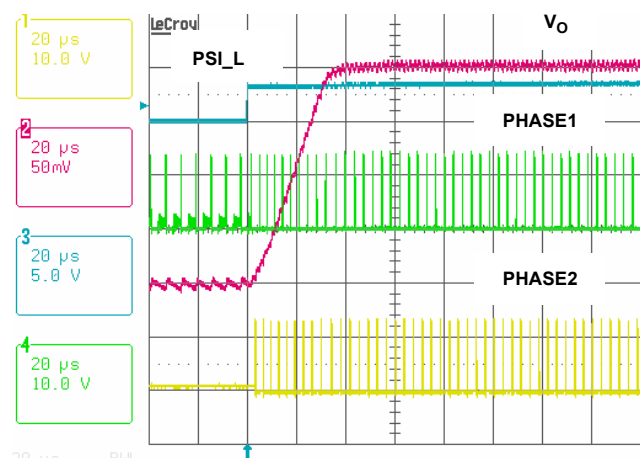 1
20 µs
10.0 V
2
20 µs
50mV
3
20 µs
5.0 V
4
20 µs
10.0 V
LeCroy
PSI_L
VO
PHASE1
PHASE2